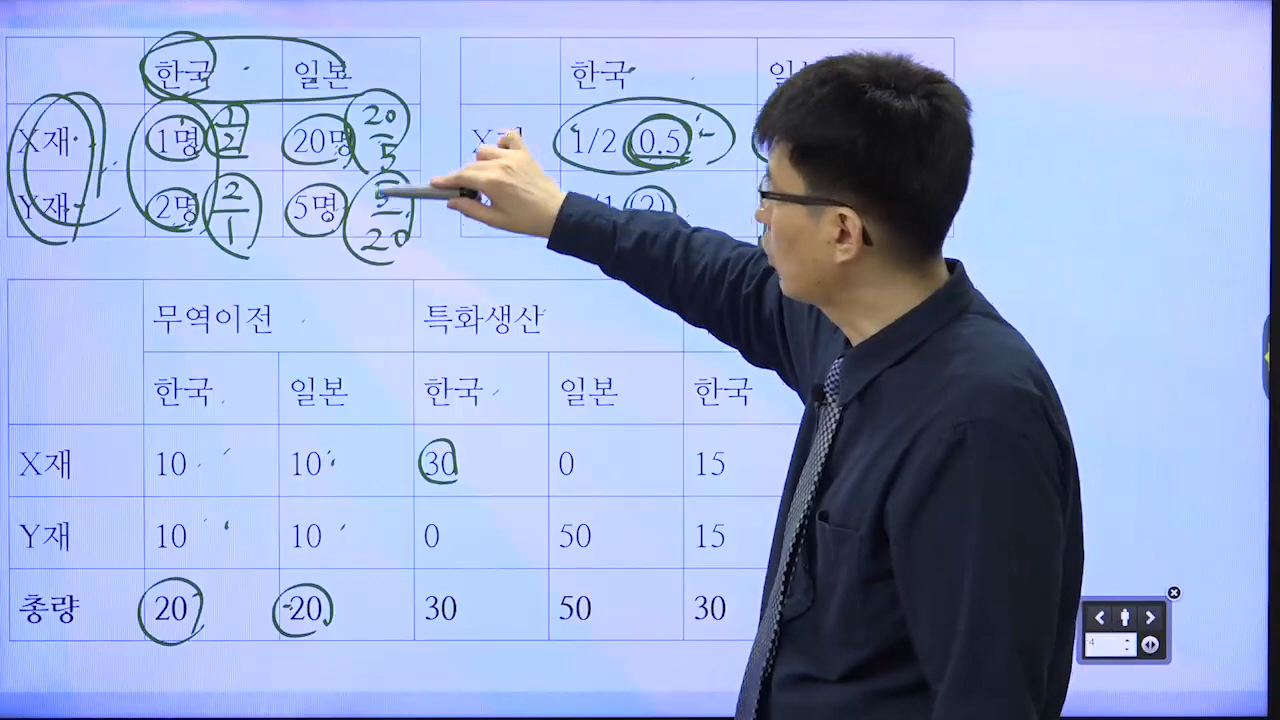 한국 일본
X재 1명 1/2 20명 20/5
Y재 2명 2/1 5명 5/20
한국
X재 1/2 0.5
무역이전 특화생산
한국 일본 한국 일본 한국
X재 10 10 30 0 15
Y재 10 10 0 50 15
총량 20 20 30 50 30
4